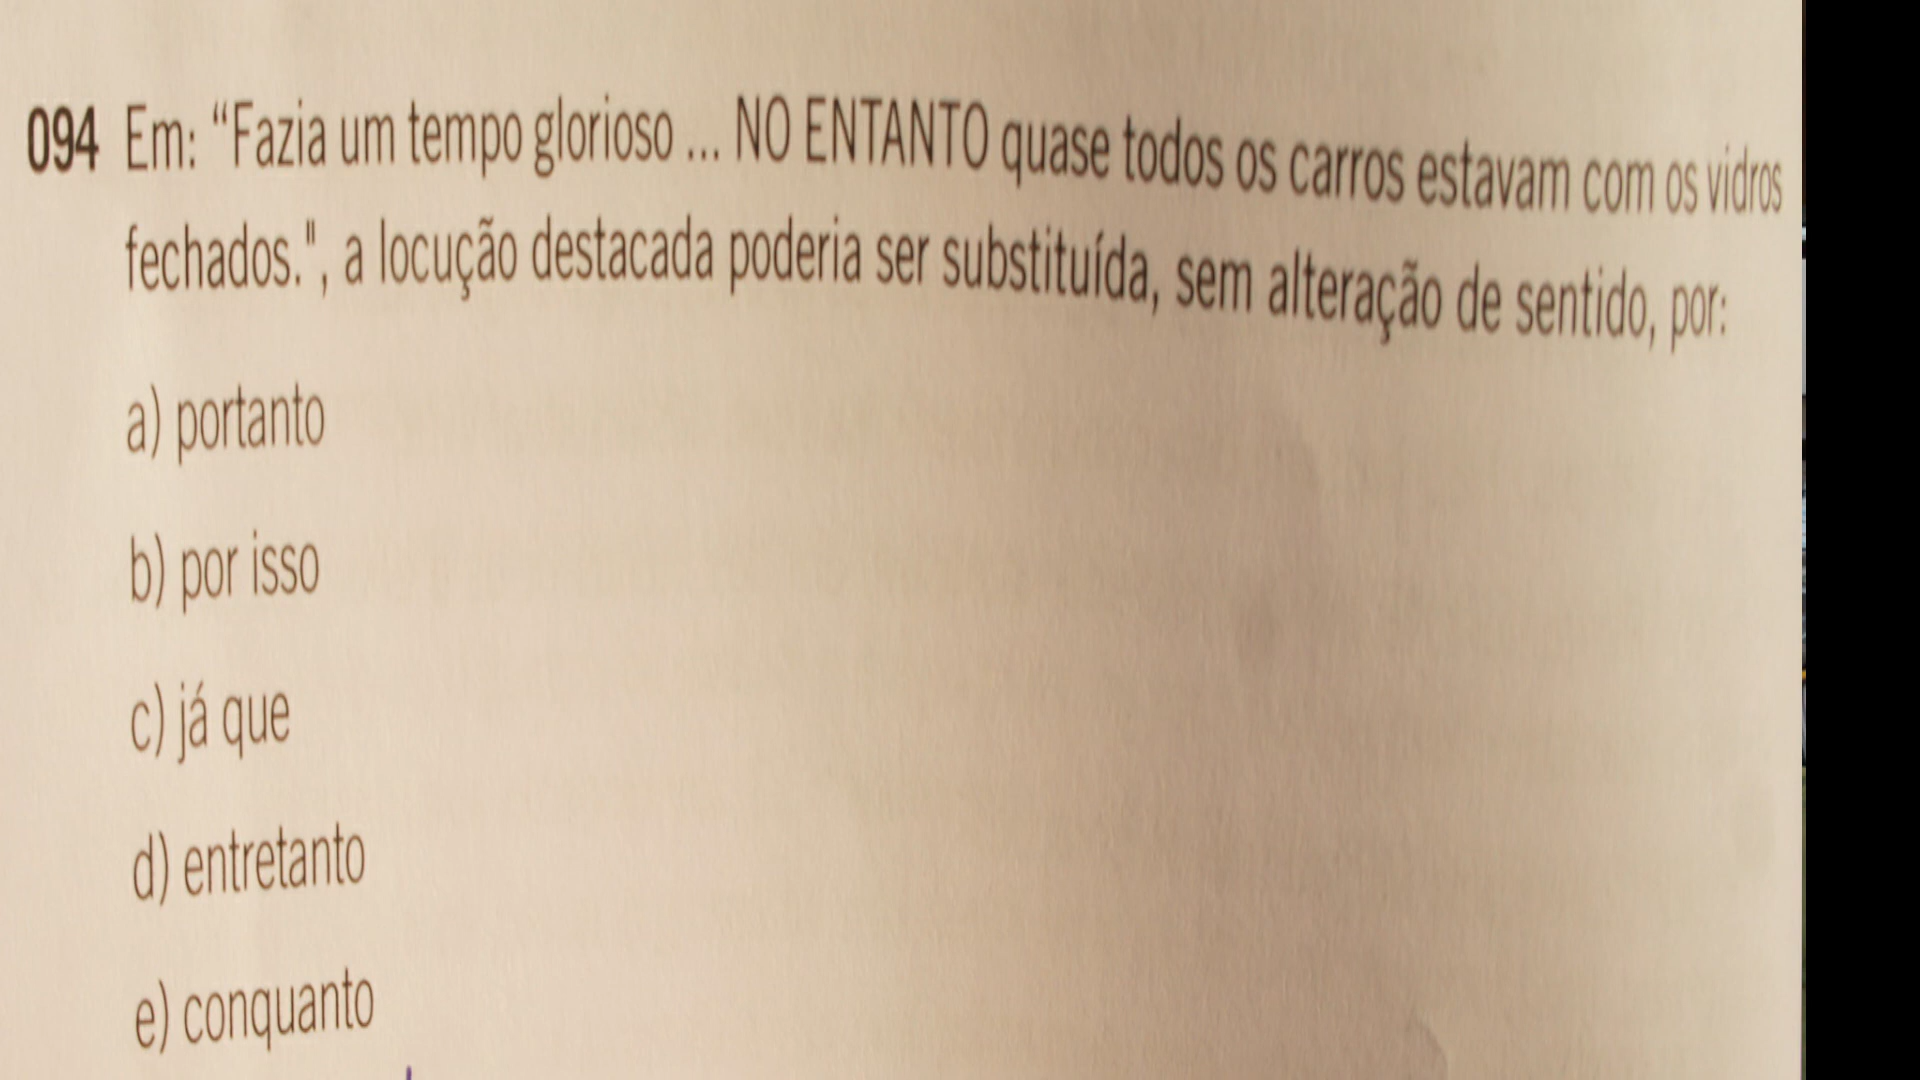 094 Em: “Fazia um tempo glorioso ... NO ENTANTO quase todos os carros estavam com os vidros
fechados.", a locução destacada poderia ser substituída, sem alteração de sentido, por:
a) portanto
b) por isso
c) já que
d) entretanto
e) conquanto